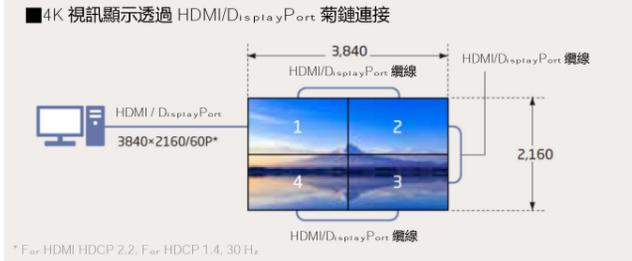 ■4K 視訊顯示透過 HDMI/DisplayPort 菊鏈連接
3,840
HDMI/DisplayPort 纜線
HDMI/DisplayPort 纜線
HDMI / DisplayPort
3840×2160/60P*
1
2
2,160
4
3
HDMI/DisplayPort 纜線
* For HDMI HDCP 2.2. For HDCP 1.4, 30 Hz